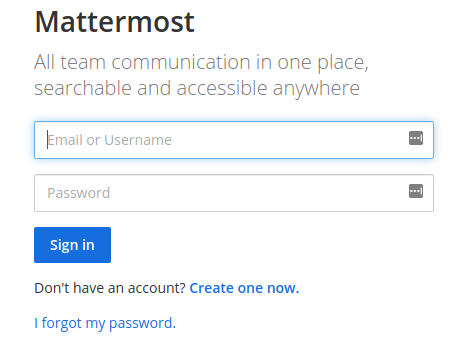 Mattermost
All team communication in one place,
searchable and accessible anywhere
Email or Username
Password
Sign in
Don't have an account? Create one now.
I forgot my password.